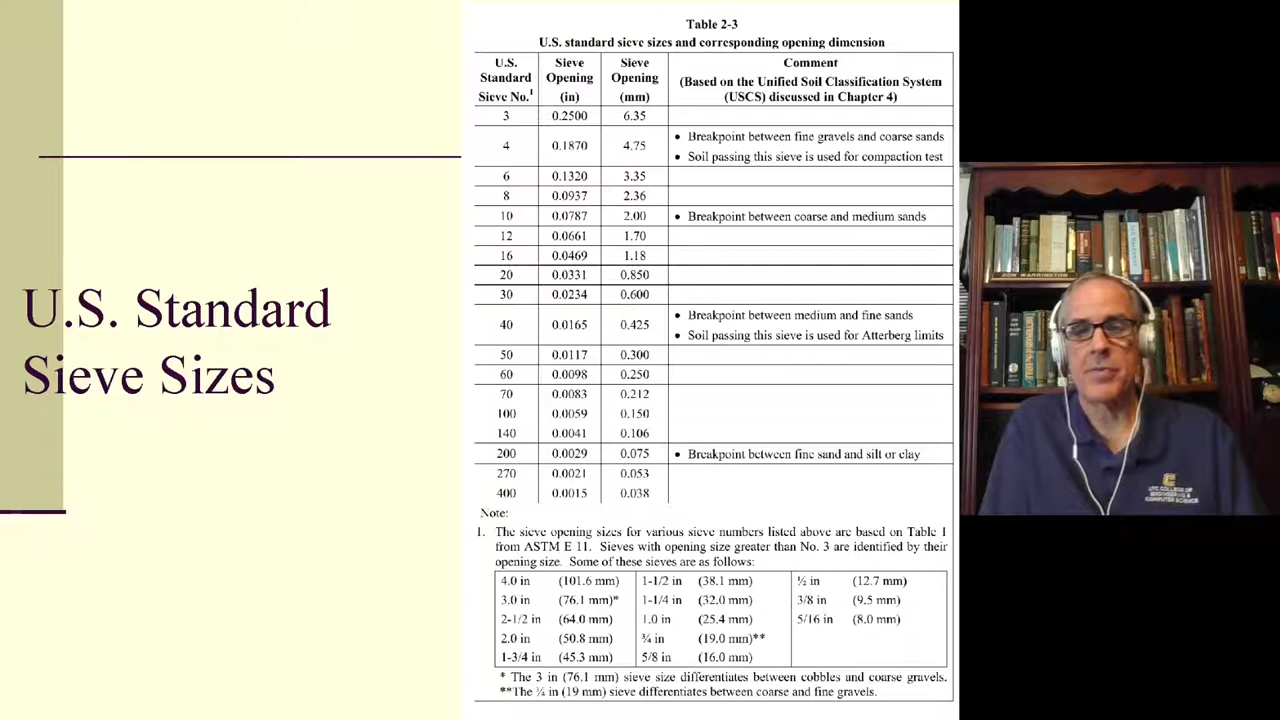 U.S. Standard
Sieve Sizes
Table 2-3
U.S. standard sieve sizes and corresponding opening dimension
U.S. Standard Sieve No.¹ Sieve Opening (in) Sieve Opening (mm) Comment (Based on the Unified Soil Classification System (USCS) discussed in Chapter 4)
3 0.2500 6.35
4 0.1870 4.75 • Breakpoint between fine gravels and coarse sands
• Soil passing this sieve is used for compaction test
6 0.1320 3.35
8 0.0937 2.36
10 0.0787 2.00 • Breakpoint between coarse and medium sands
12 0.0661 1.70
16 0.0469 1.18
20 0.0331 0.850
30 0.0234 0.600
40 0.0165 0.425 • Breakpoint between medium and fine sands
• Soil passing this sieve is used for Atterberg limits
50 0.0117 0.300
60 0.0098 0.250
70 0.0083 0.212
100 0.0059 0.150
140 0.0041 0.106
200 0.0029 0.075 • Breakpoint between fine sand and silt or clay
270 0.0021 0.053
400 0.0015 0.038
Note:
1. The sieve opening sizes for various sieve numbers listed above are based on Table 1
from ASTM E 11. Sieves with opening size greater than No. 3 are identified by their
opening size. Some of these sieves are as follows:
4.0 in (101.6 mm) 1-1/2 in (38.1 mm) ½ in (12.7 mm)
3.0 in (76.1 mm)* 1-1/4 in (32.0 mm) 3/8 in (9.5 mm)
2-1/2 in (64.0 mm) 1.0 in (25.4 mm) 5/16 in (8.0 mm)
2.0 in (50.8 mm) ¾ in (19.0 mm)**
1-3/4 in (45.3 mm) 5/8 in (16.0 mm)
* The 3 in (76.1 mm) sieve size differentiates between cobbles and coarse gravels.
**The ¾ in (19 mm) sieve differentiates between coarse and fine gravels.
DON WARRINGTON
UTC COLLEGE OF
ENGINEERING &
COMPUTER SCIENCE